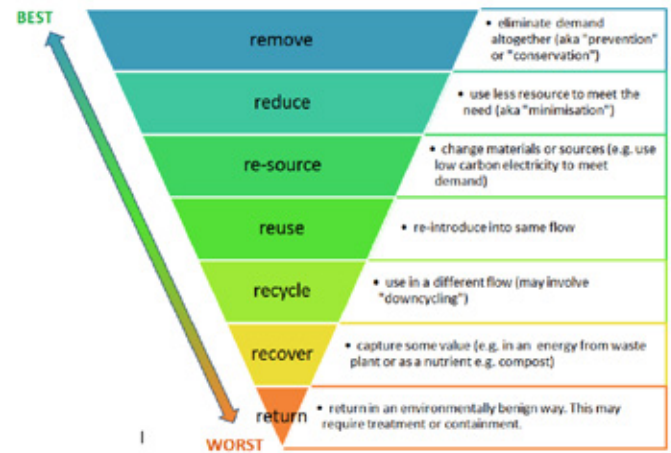 BEST
remove
• eliminate demand
altogether (aka "prevention"
or "conservation")
reduce
• use less resource to meet the
need (aka "minimisation")
re-source
• change materials or sources (e.g. use
low carbon electricity to meet
demand)
reuse
• re-introduce into same flow
recycle
• use in a different flow (may involve
"downcycling")
recover
• capture some value (e.g. in an energy from waste
plant or as a nutrient e.g. compost)
return
• return in an environmentally benign way. This may
require treatment or containment.
WORST